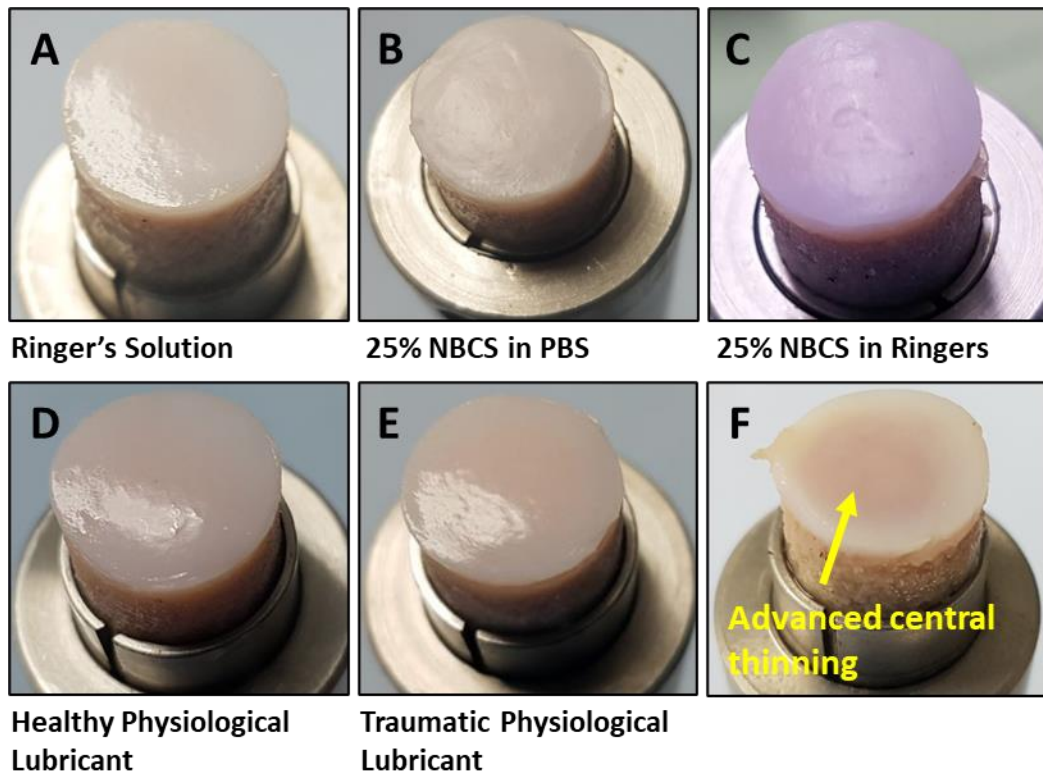 A
B
C
Ringer's Solution
25% NBCS in PBS
25% NBCS in Ringers
D
E
F
Advanced central
thinning
Healthy Physiological
Lubricant
Traumatic Physiological
Lubricant